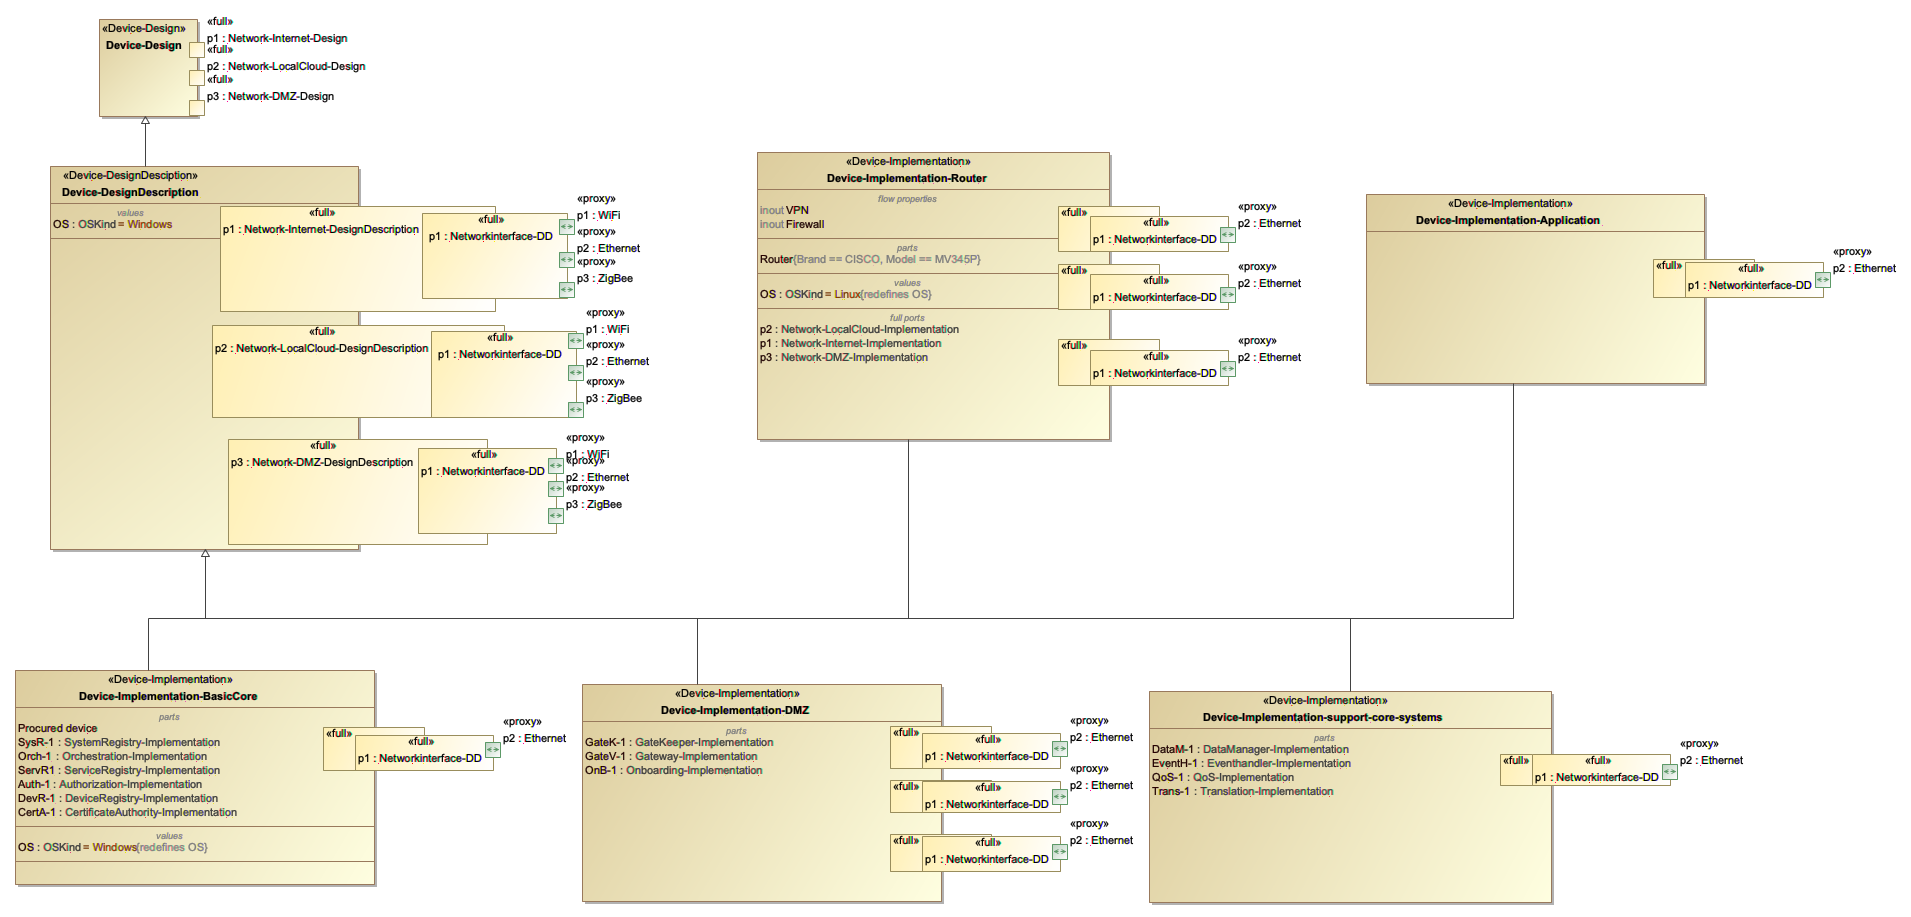 «Device-Design»
Device-Design
«full»
p1 : Network-Internet-Design
«full»
p2 : Network-LocalCloud-Design
«full»
p3 : Network-DMZ-Design
«Device-DesignDesciption»
Device-DesignDescription
values
OS : OSKind = Windows
«full»
p1 : Network-Internet-DesignDescription
«full»
p1 : Networkinterface-DD
«proxy»
p1 : WiFi
«proxy»
p2 : Ethernet
«proxy»
p3 : ZigBee
«full»
p2 : Network-LocalCloud-DesignDescription
«full»
p1 : Networkinterface-DD
«proxy»
p1 : WiFi
«proxy»
p2 : Ethernet
«proxy»
p3 : ZigBee
«full»
p3 : Network-DMZ-DesignDescription
«full»
p1 : Networkinterface-DD
«proxy»
p1 : WiFi
«proxy»
p2 : Ethernet
«proxy»
p3 : ZigBee
«Device-Implementation»
Device-Implementation-Router
flow properties
inout VPN
inout Firewall
parts
Router{Brand == CISCO, Model == MV345P}
values
OS : OSKind = Linux{redefines OS}
full ports
p2 : Network-LocalCloud-Implementation
p1 : Network-Internet-Implementation
p3 : Network-DMZ-Implementation
«full»
«full»
p1 : Networkinterface-DD
«proxy»
p2 : Ethernet
«full»
«full»
p1 : Networkinterface-DD
«proxy»
p2 : Ethernet
«full»
«full»
p1 : Networkinterface-DD
«proxy»
p2 : Ethernet
«Device-Implementation»
Device-Implementation-Application
«full»
«full»
p1 : Networkinterface-DD
«proxy»
p2 : Ethernet
«Device-Implementation»
Device-Implementation-BasicCore
parts
Procured device
SysR-1 : SystemRegistry-Implementation
Orch-1 : Orchestration-Implementation
ServR1 : ServiceRegistry-Implementation
Auth-1 : Authorization-Implementation
DevR-1 : DeviceRegistry-Implementation
CertA-1 : CertificateAuthority-Implementation
values
OS : OSKind = Windows{redefines OS}
«full»
«full»
p1 : Networkinterface-DD
«proxy»
p2 : Ethernet
«Device-Implementation»
Device-Implementation-DMZ
parts
GateK-1 : GateKeeper-Implementation
GateV-1 : Gateway-Implementation
OnB-1 : Onboarding-Implementation
«full»
«full»
p1 : Networkinterface-DD
«proxy»
p2 : Ethernet
«full»
«full»
p1 : Networkinterface-DD
«proxy»
p2 : Ethernet
«full»
«full»
p1 : Networkinterface-DD
«proxy»
p2 : Ethernet
«Device-Implementation»
Device-Implementation-support-core-systems
parts
DataM-1 : DataManager-Implementation
EventH-1 : Eventhandler-Implementation
QoS-1 : QoS-Implementation
Trans-1 : Translation-Implementation
«full»
«full»
p1 : Networkinterface-DD
«proxy»
p2 : Ethernet